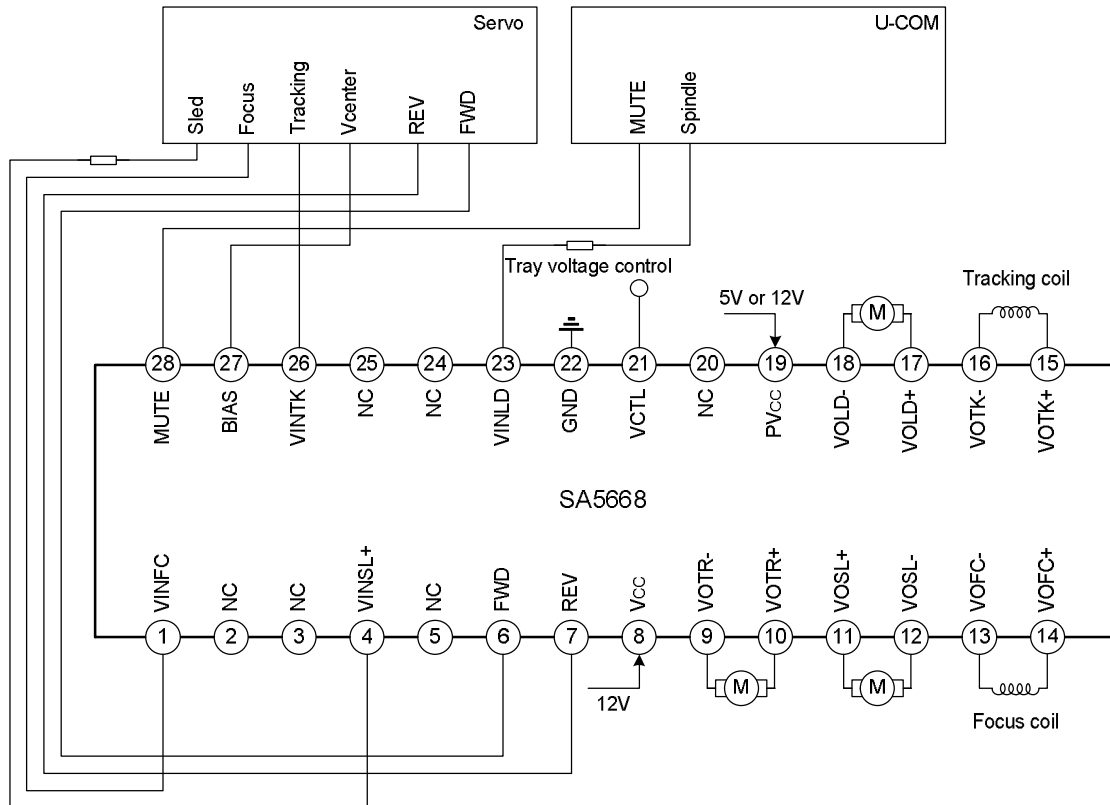 Servo
U-COM
Sled
Focus
Tracking
Vcenter
REV
FWD
MUTE
Spindle
Tray voltage control
5V or 12V
M
Tracking coil
28
27
26
25
24
23
22
21
20
19
18
17
16
15
MUTE
BIAS
VINTK
NC
NC
VINLD
GND
VCTL
NC
PVCC
VOLD-
VOLD+
VOTK-
VOTK+
SA5668
VINFC
NC
NC
VINSL+
NC
FWD
REV
VCC
VOTR-
VOTR+
VOSL+
VOSL-
VOFC-
VOFC+
1
2
3
4
5
6
7
8
9
10
11
12
13
14
12V
M
M
Focus coil